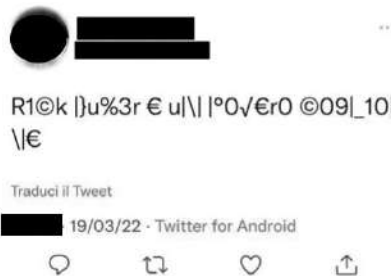 R1©k |}u%3r € u|\| |°0√€r0 ©09|_10
\|€
Traduci il Tweet
· 19/03/22 · Twitter for Android